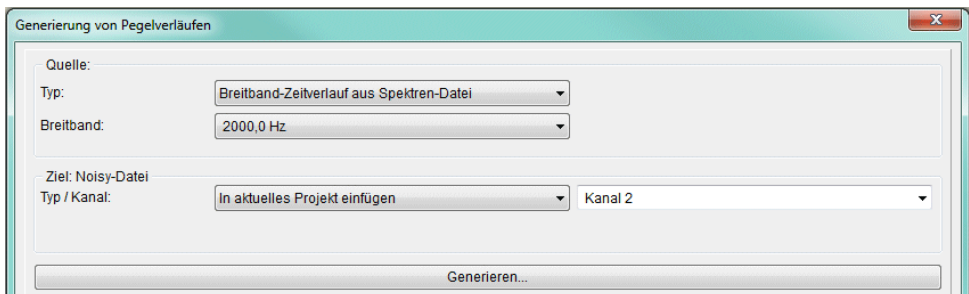 Generierung von Pegelverläufen
Quelle:
Typ: Breitband-Zeitverlauf aus Spektren-Datei
Breitband: 2000,0 Hz
Ziel: Noisy-Datei
Typ / Kanal: In aktuelles Projekt einfügen Kanal 2
Generieren...